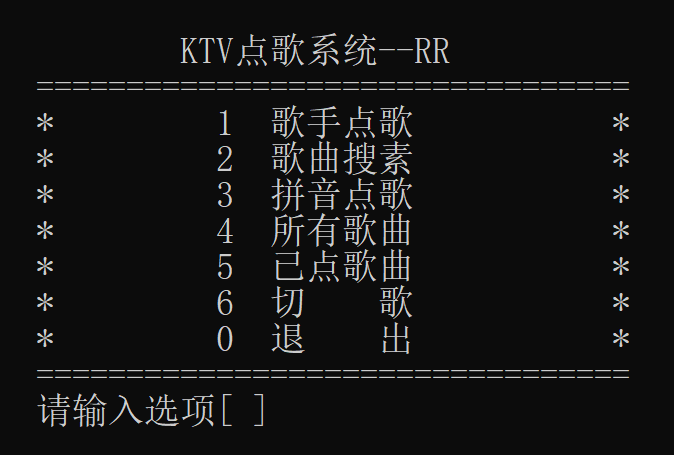 KTV点歌系统--RR
=================================
* 1 歌手点歌 *
* 2 歌曲搜素 *
* 3 拼音点歌 *
* 4 所有歌曲 *
* 5 已点歌曲 *
* 6 切 歌 *
* 0 退 出 *
=================================
请输入选项[ ]